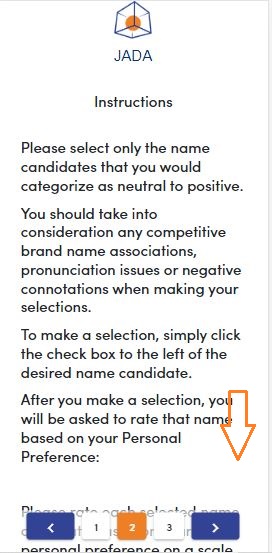 JADA
Instructions
Please select only the name
candidates that you would
categorize as neutral to positive.
You should take into
consideration any competitive
brand name associations,
pronunciation issues or negative
connotations when making your
selections.
To make a selection, simply click
the check box to the left of the
desired name candidate.
After you make a selection, you
will be asked to rate that name
based on your Personal
Preference:
Please rate each selected name
< 1 2 3 >
personal preference on a scale